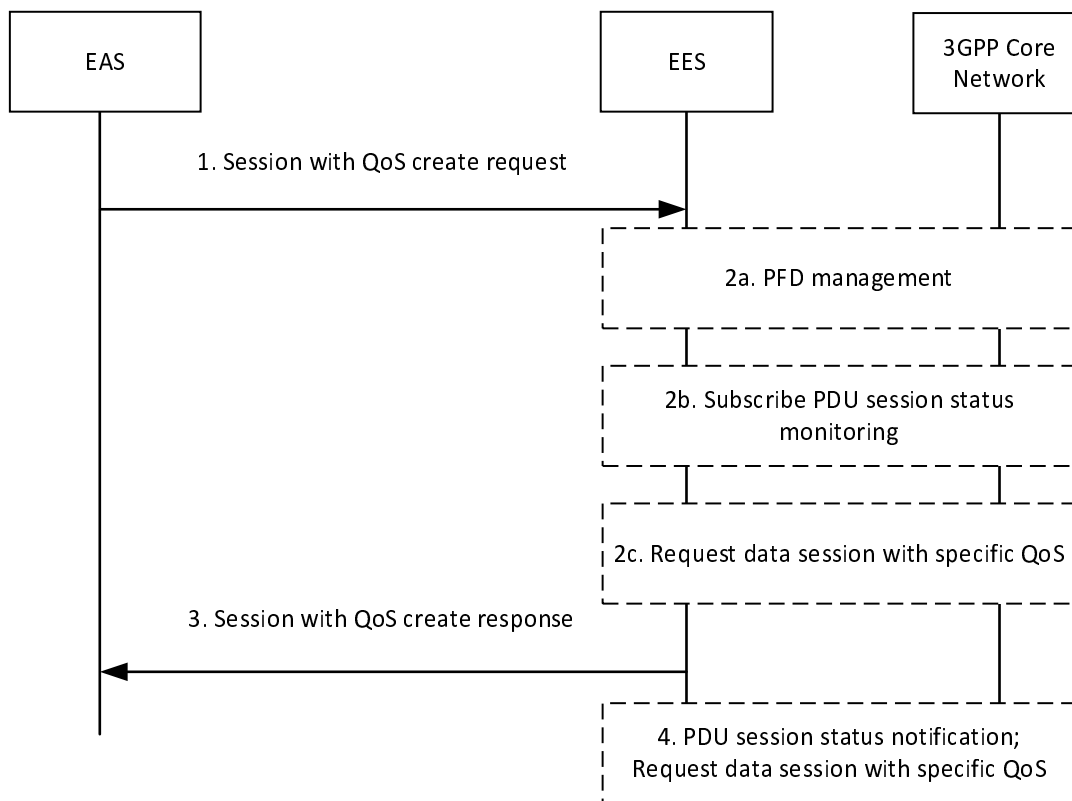 EAS
EES
3GPP Core
Network
1. Session with QoS create request
2a. PFD management
2b. Subscribe PDU session status
monitoring
2c. Request data session with specific QoS
3. Session with QoS create response
4. PDU session status notification;
Request data session with specific QoS